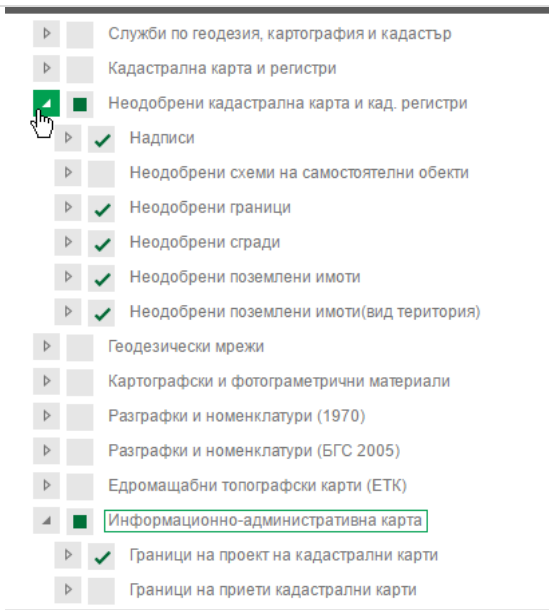 Служби по геодезия, картография и кадастър
Кадастрална карта и регистри
Неодобрени кадастрална карта и кад. регистри
Надписи
Неодобрени схеми на самостоятелни обекти
Неодобрени граници
Неодобрени сгради
Неодобрени поземлени имоти
Неодобрени поземлени имоти(вид територия)
Геодезически мрежи
Картографски и фотограметрични материали
Разграфки и номенклатури (1970)
Разграфки и номенклатури (БГС 2005)
Едромащабни топографски карти (ЕТК)
Информационно-административна карта
Граници на проект на кадастрални карти
Граници на приети кадастрални карти